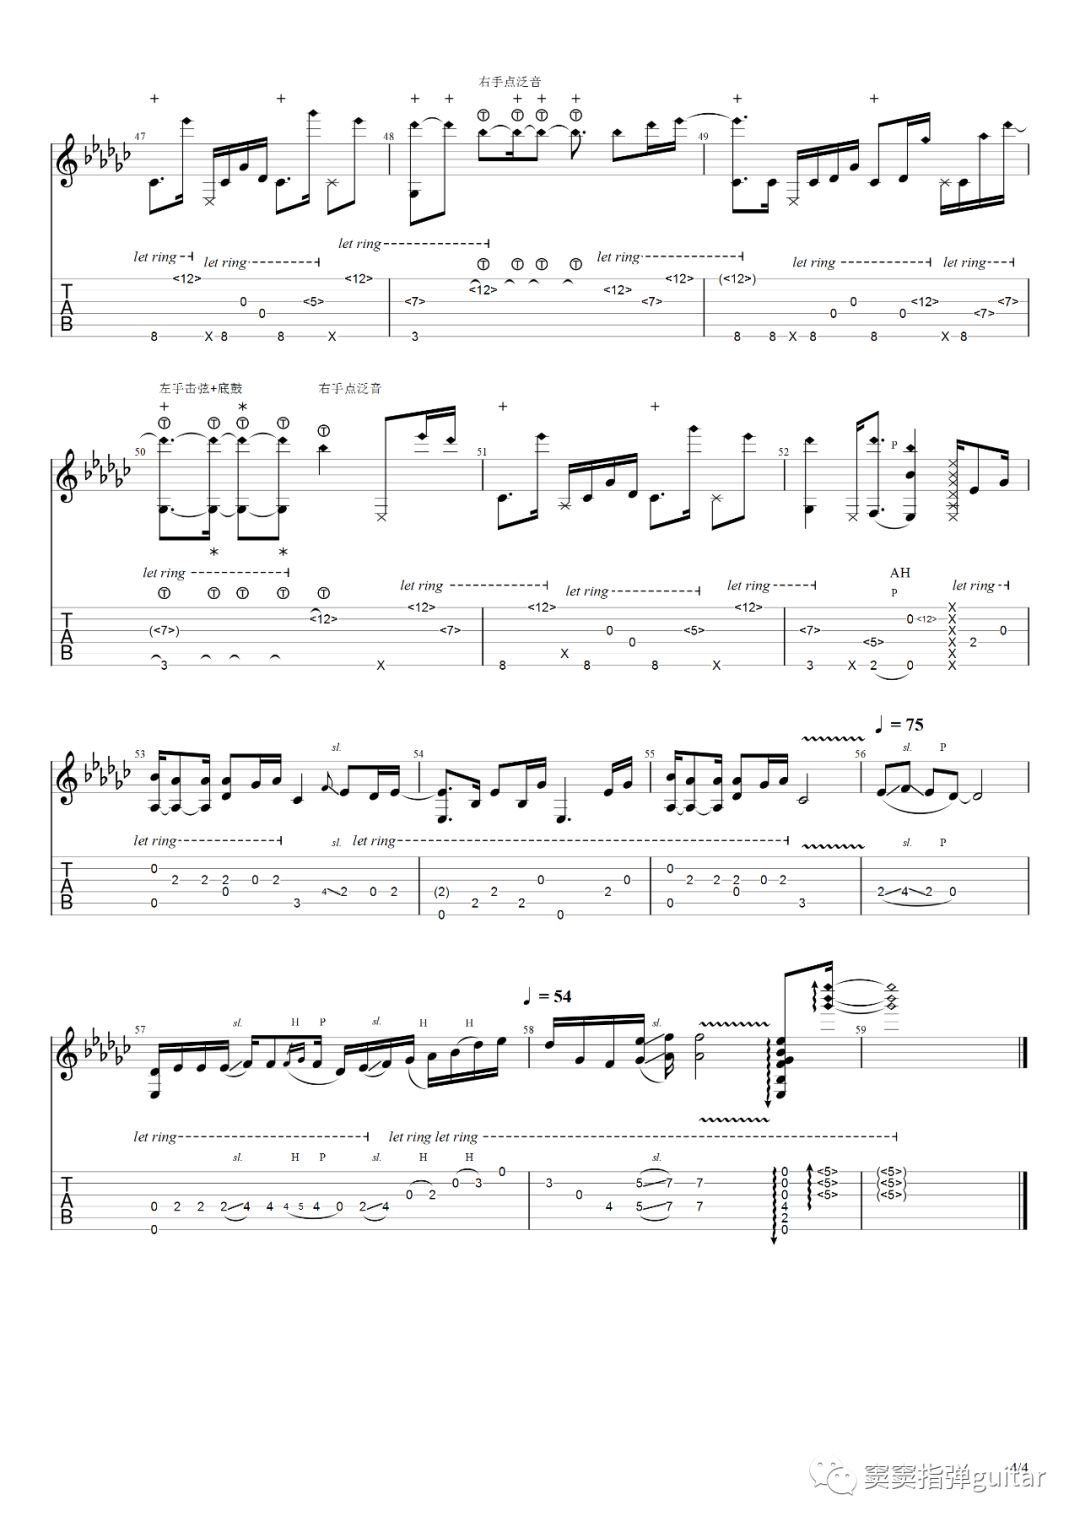 右手点泛音
+ + + + Ⓣ + Ⓣ + Ⓣ + Ⓣ + +
47 48 49
let ring let ring let ring Ⓣ Ⓣ Ⓣ Ⓣ let ring let ring let ring
T A B
<12> 0 <5> <12> <7> <12> <12> <7> <12> (<12>) 0 0 0 <12> <7> <7>
8 X 8 0 8 X 3 8 8 X 8 8 X 8
左手击弦+底鼓 右手点泛音
+ * + +
Ⓣ Ⓣ Ⓣ Ⓣ Ⓣ
50 51 52 P
* *
let ring let ring let ring let ring AH let ring
Ⓣ Ⓣ Ⓣ Ⓣ Ⓣ P
T A B
(<7>) <12> <12> <7> <12> 0 0 <5> <12> <7> <5> 0 <12> X X X X X X 2 0
3 X 8 X 8 8 X 3 X 2 0
♩ = 75
53 sl. 54 55 56 sl. P
let ring sl. let ring sl. P
T A B
0 0 2 2 2 0 0 2 3 4 2 0 2 (2) 0 2 2 2 0 0 2 0 0 0 2 2 2 0 0 2 3 2 4 2 0
♩ = 54
57 sl. H P sl. H H 58 sl. 59
let ring let ring let ring
sl. H P sl. H H sl.
T A B
0 0 2 2 2 4 4 4 5 4 0 2 4 0 2 0 3 0 3 0 4 5 5 7 7 7 7 0 0 0 4 2 0 <5> <5> <5> (<5>) (<5>) (<5>)
4/4
窦窦指弹guitar